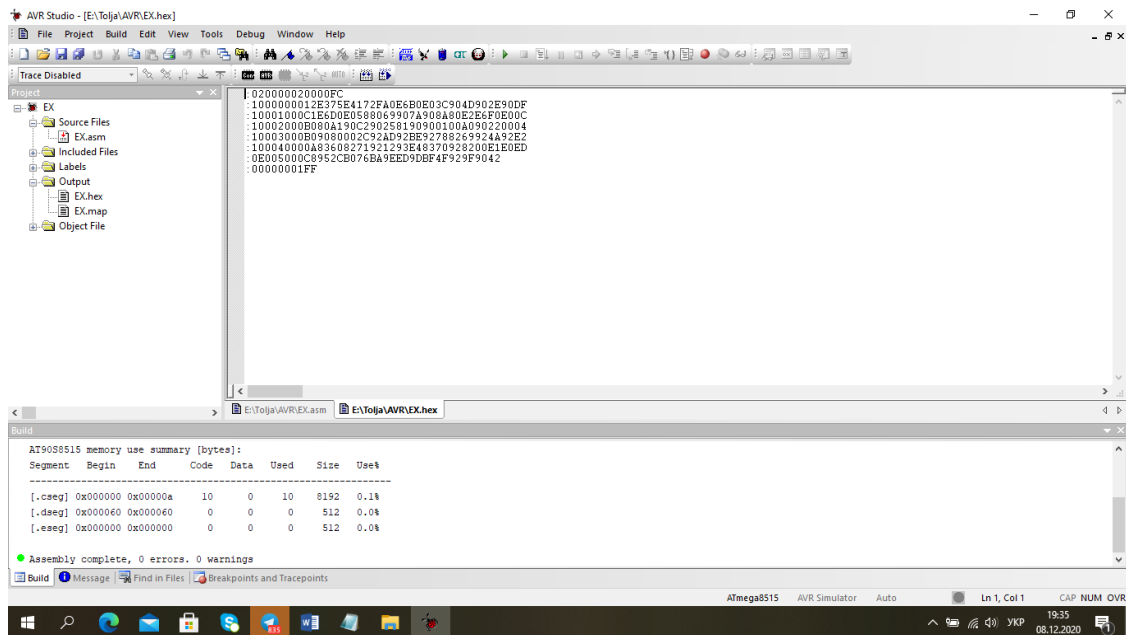 AVR Studio - [E:\Tolja\AVR\EX.hex]
File Project Build Edit View Tools Debug Window Help
Trace Disabled
Project
EX
Source Files
EX.asm
Included Files
Labels
Output
EX.hex
EX.map
Object File
:020000020000FC
:1000000012E375E4172FA0E6B0E03C904D902E90DF
:10001000C1E6D0E0588069907A908A80E2E6F0E00C
:10002000B080A190C290258190900100A090220004
:10003000B09080002C92AD92BE92788269924A92E2
:100040000A83608271921293E48370928200E1E0ED
:0E005000C8952CB076BA9EED9DBF4F929F9042
:00000001FF
E:\Tolja\AVR\EX.asm E:\Tolja\AVR\EX.hex
Build
AT90S8515 memory use summary [bytes]:
Segment Begin End Code Data Used Size Use%
---------------------------------------------------------------
[.cseg] 0x000000 0x00000a 10 0 10 8192 0.1%
[.dseg] 0x000060 0x000060 0 0 0 512 0.0%
[.eseg] 0x000000 0x000000 0 0 0 512 0.0%
Assembly complete, 0 errors. 0 warnings
Build Message Find in Files Breakpoints and Tracepoints
ATmega8515 AVR Simulator Auto Ln 1, Col 1 CAP NUM OVR
835
УКР
19:35
08.12.2020
1